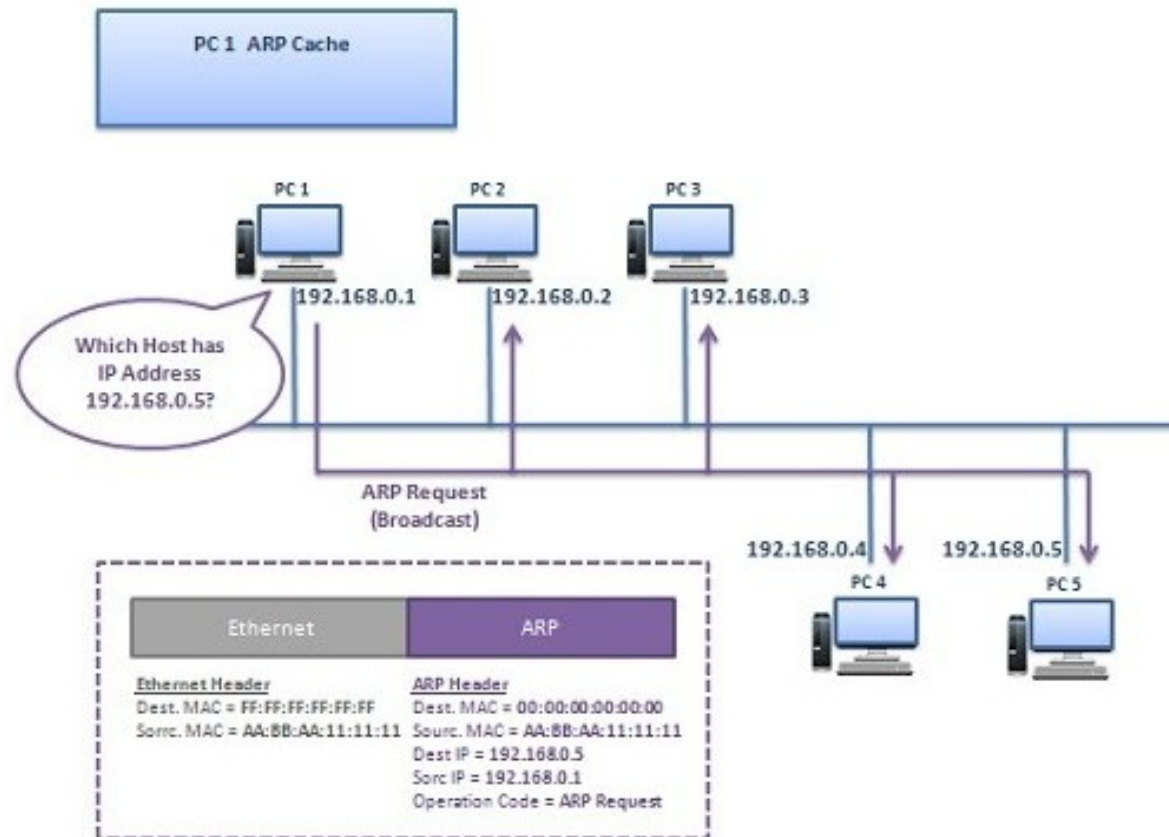 PC 1 ARP Cache
PC 1
PC 2
PC 3
192.168.0.1
192.168.0.2
192.168.0.3
Which Host has
IP Address
192.168.0.5?
ARP Request
(Broadcast)
192.168.0.4
192.168.0.5
PC 4
PC 5
Ethernet
ARP
Ethernet Header
Dest. MAC = FF:FF:FF:FF:FF:FF
Sorrc. MAC = AA:BB:AA:11:11:11
ARP Header
Dest. MAC = 00:00:00:00:00:00
Sourc. MAC = AA:BB:AA:11:11:11
Dest IP = 192.168.0.5
Sorc IP = 192.168.0.1
Operation Code = ARP Request